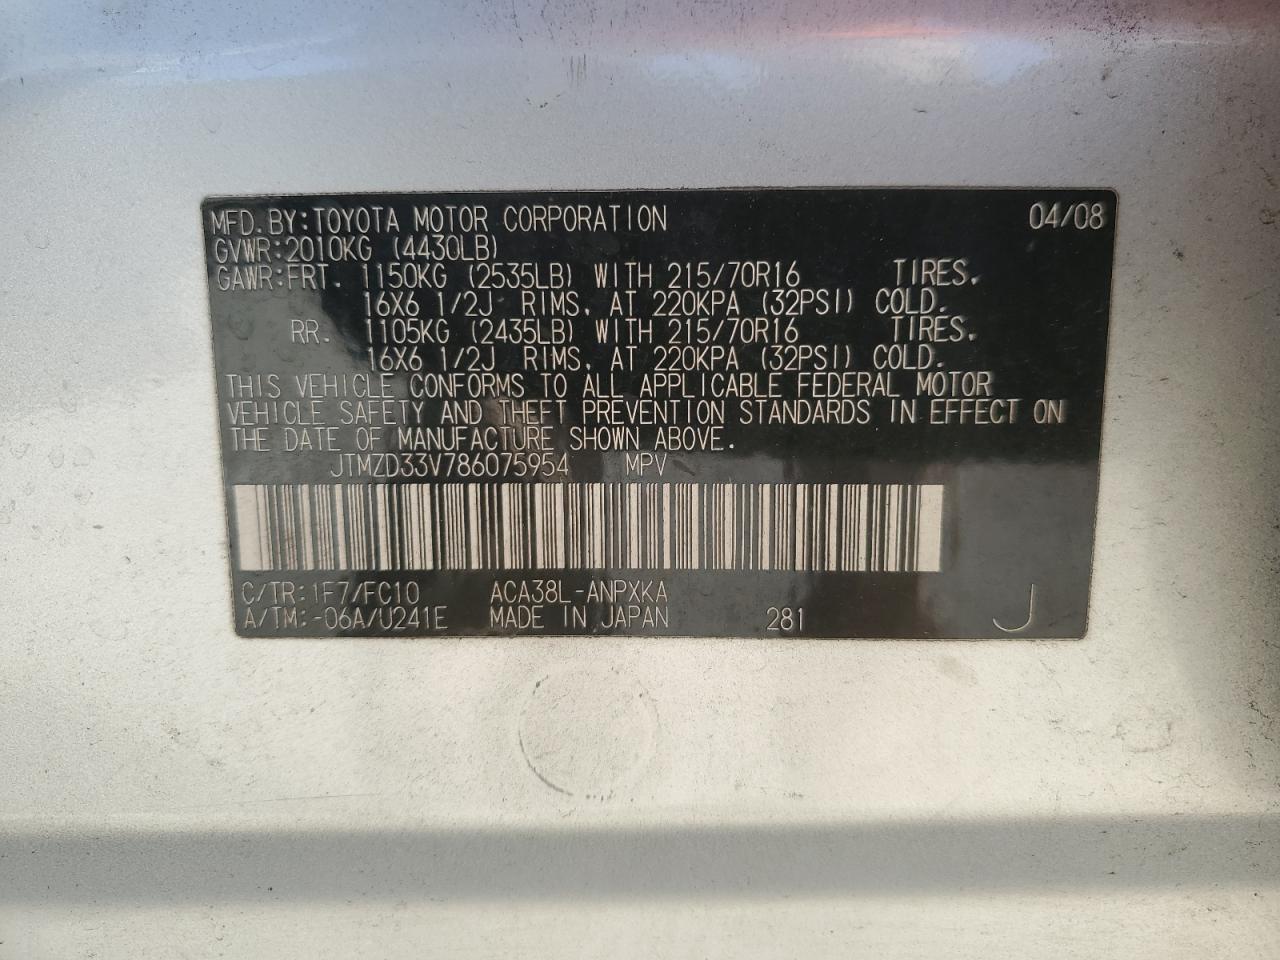 MFD. BY: TOYOTA MOTOR CORPORATION 04/08
GVWR: 2010KG (4430LB)
GAWR: FRT. 1150KG (2535LB) WITH 215/70R16 TIRES.
16X6 1/2J RIMS. AT 220KPA (32PSI) COLD.
RR. 1105KG (2435LB) WITH 215/70R16 TIRES.
16X6 1/2J RIMS. AT 220KPA (32PSI) COLD.
THIS VEHICLE CONFORMS TO ALL APPLICABLE FEDERAL MOTOR
VEHICLE SAFETY AND THEFT PREVENTION STANDARDS IN EFFECT ON
THE DATE OF MANUFACTURE SHOWN ABOVE.
JTMZD33V786075954 MPV
C/TR: 1F7/FC10 ACA38L-ANPXKA
A/TM: -06A/U241E MADE IN JAPAN 281 J